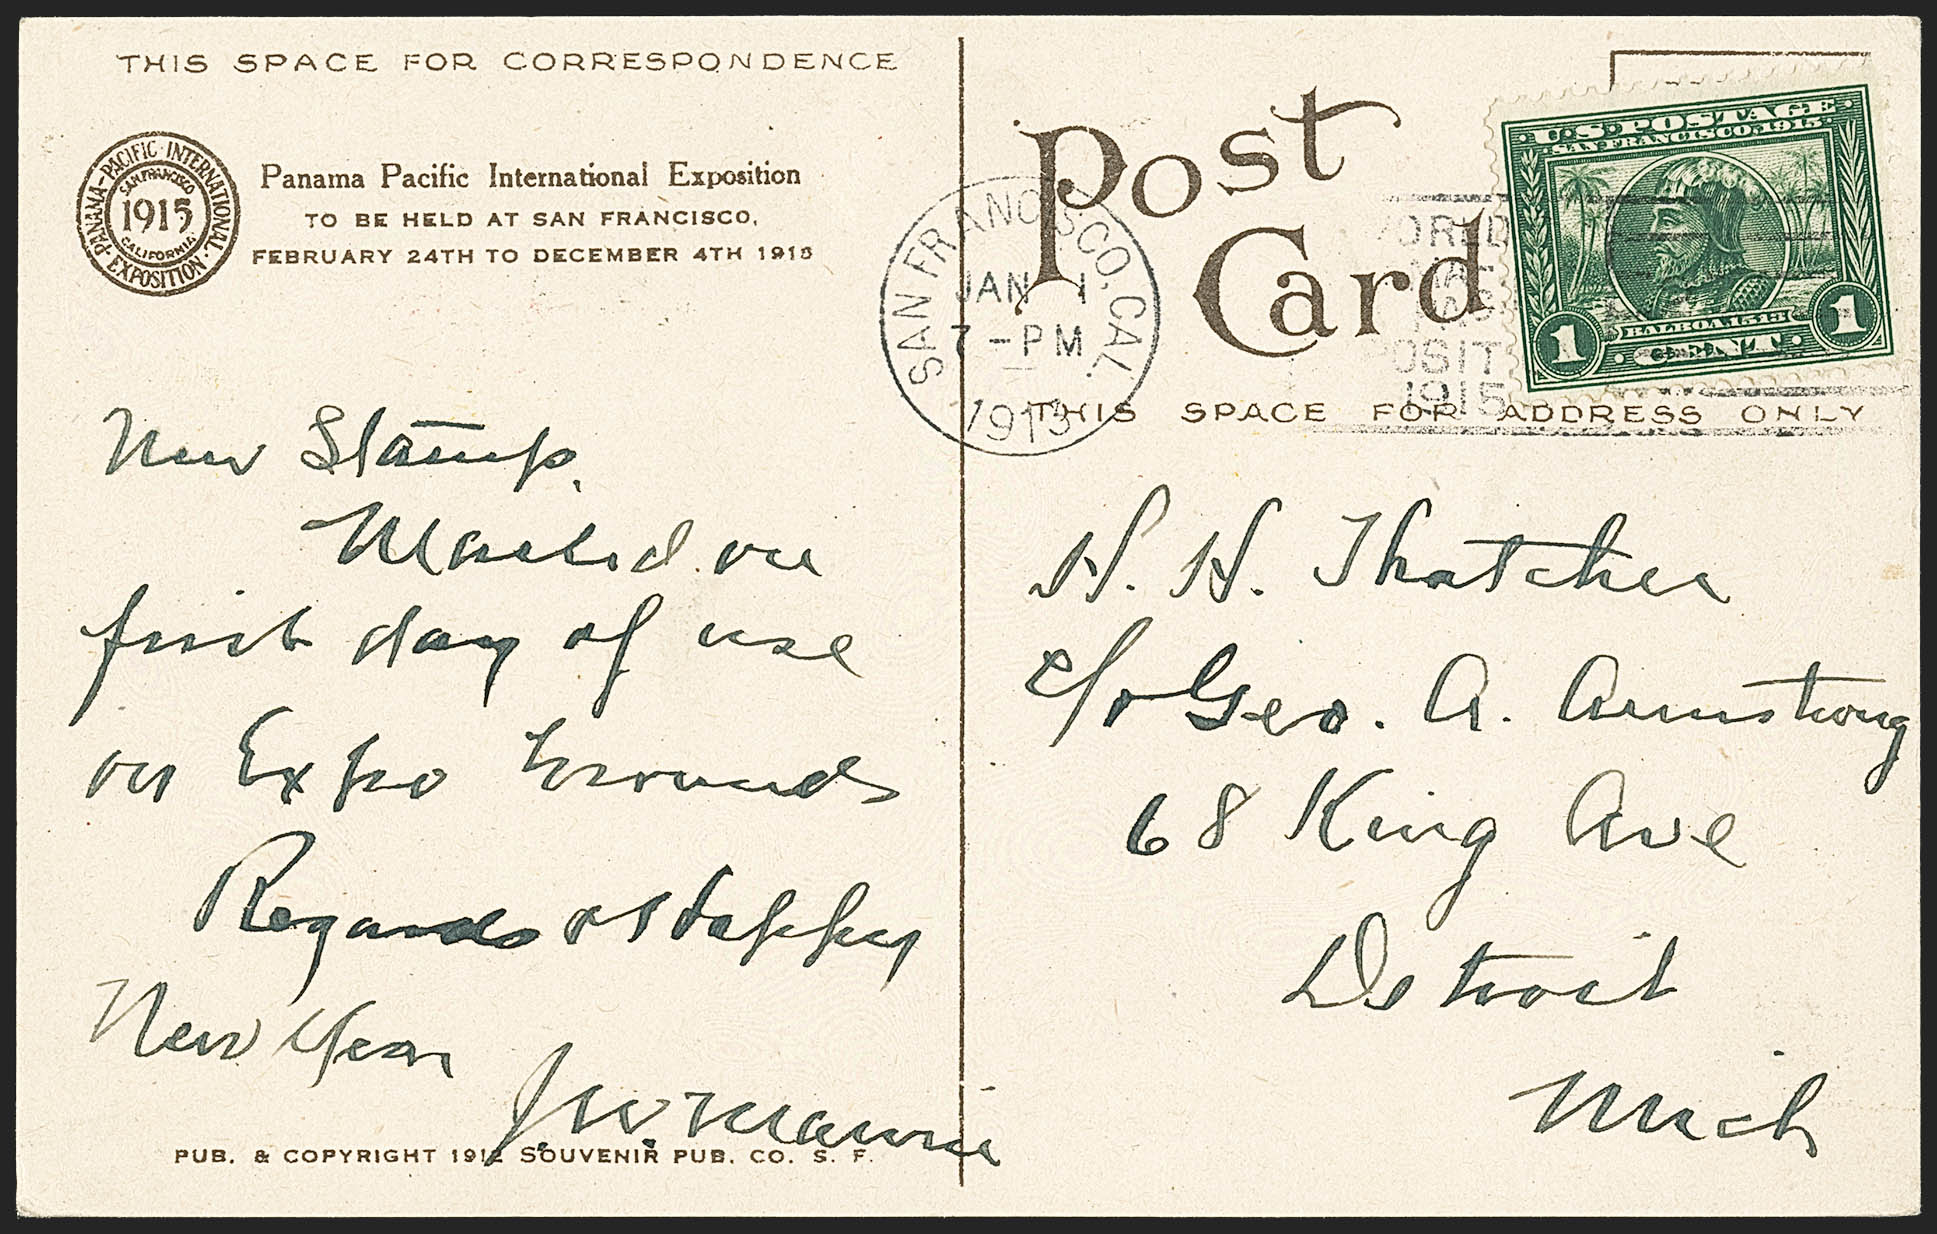 THIS SPACE FOR CORRESPONDENCE
PANAMA-PACIFIC·INTERNATIONAL·EXPOSITION·
SAN FRANCISCO
1915
CALIFORNIA
Panama Pacific International Exposition
TO BE HELD AT SAN FRANCISCO,
FEBRUARY 24TH TO DECEMBER 4TH 1915
New Stamp,
Mailed on
first day of use
on Expo Grounds
Regards & Happy
New Year
J W
PUB. & COPYRIGHT 1912 SOUVENIR PUB. CO. S. F.
Post
Card
SAN FRANCISCO, CAL.
JAN 1
7-PM
1913
1915
U·S·POSTAGE
SAN FRANCISCO, 1915
BALBOA 1513
1 CENT 1
THIS SPACE FOR ADDRESS ONLY
H. H. Thatcher
c/o Geo. A. Armstrong
68 King Ave
Detroit
Mich